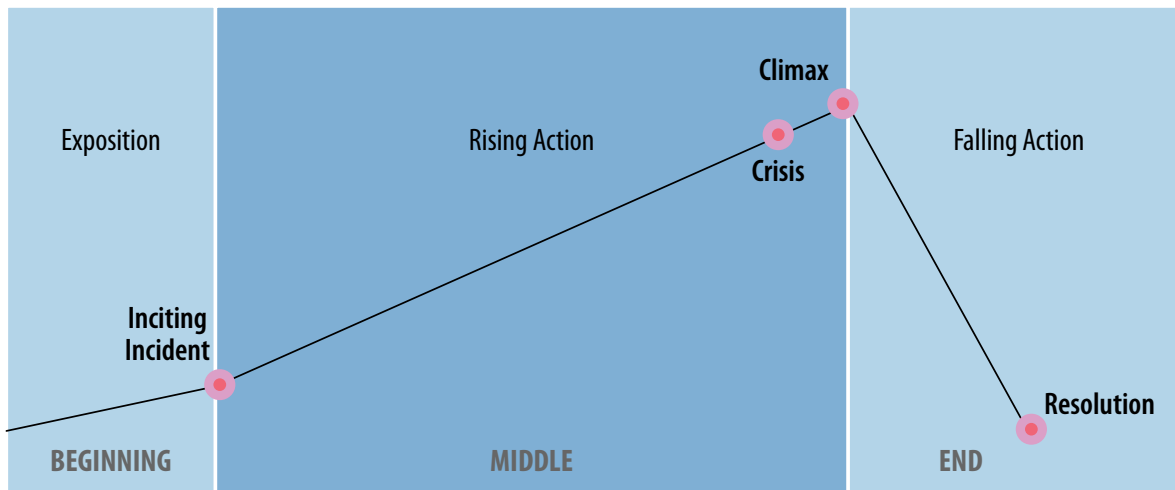 Climax
Exposition
Rising Action
Falling Action
Crisis
Inciting
Incident
Resolution
BEGINNING
MIDDLE
END